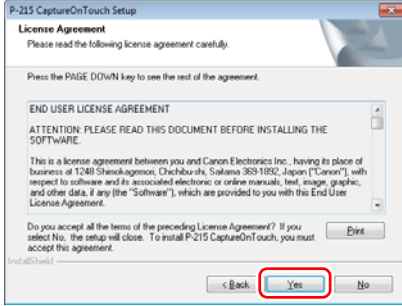 P-215 CaptureOnTouch Setup
License Agreement
Please read the following license agreement carefully.
Press the PAGE DOWN key to see the rest of the agreement.
END USER LICENSE AGREEMENT
ATTENTION: PLEASE READ THIS DOCUMENT BEFORE INSTALLING THE
SOFTWARE.
This is a license agreement between you and Canon Electronics Inc., having its place of
business at 1248 Shimokagemori, Chichibu-shi, Saitama 369-1892, Japan ("Canon"), with
respect to software and its associated electronic or online manuals, text, image, graphic,
and other data, if any (the "Software"), which are provided to you with this End User
License Agreement.
Do you accept all the terms of the preceding License Agreement? If you
select No, the setup will close. To install P-215 CaptureOnTouch, you must
accept this agreement.
Print
InstallShield
< Back
Yes
No